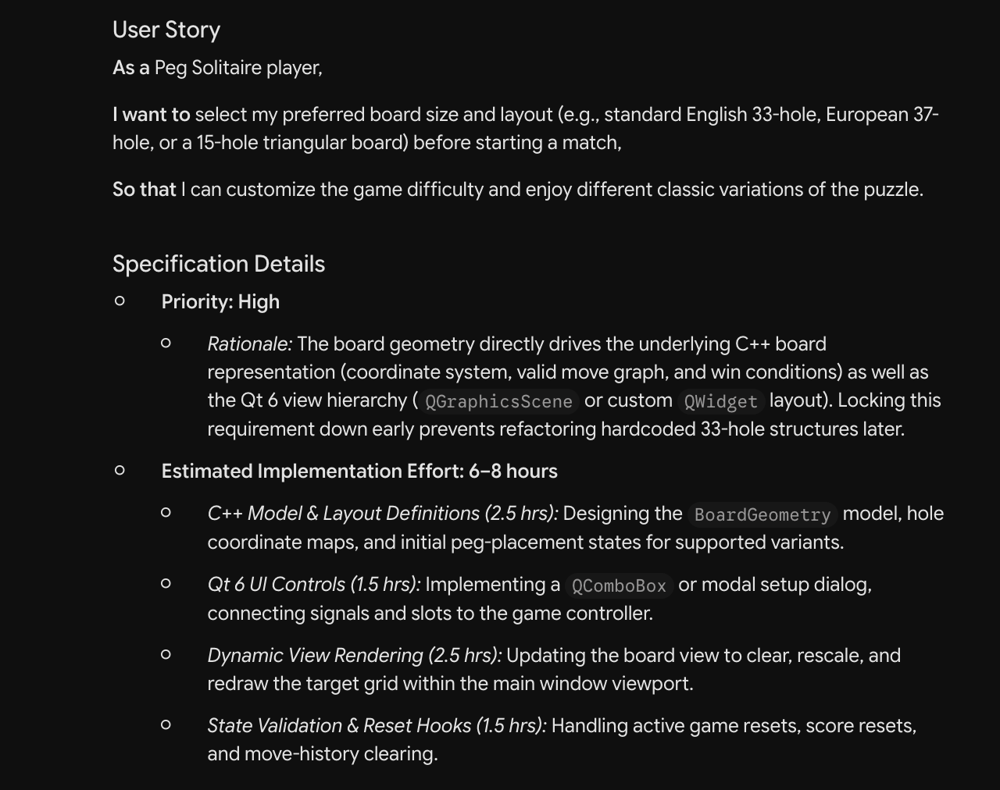 User Story
As a Peg Solitaire player,
I want to select my preferred board size and layout (e.g., standard English 33-hole, European 37-
hole, or a 15-hole triangular board) before starting a match,
So that I can customize the game difficulty and enjoy different classic variations of the puzzle.
Specification Details
Priority: High
Rationale: The board geometry directly drives the underlying C++ board
representation (coordinate system, valid move graph, and win conditions) as well as
the Qt 6 view hierarchy ( QGraphicsScene or custom QWidget layout). Locking this
requirement down early prevents refactoring hardcoded 33-hole structures later.
Estimated Implementation Effort: 6–8 hours
C++ Model & Layout Definitions (2.5 hrs): Designing the BoardGeometry model, hole
coordinate maps, and initial peg-placement states for supported variants.
Qt 6 UI Controls (1.5 hrs): Implementing a QComboBox or modal setup dialog,
connecting signals and slots to the game controller.
Dynamic View Rendering (2.5 hrs): Updating the board view to clear, rescale, and
redraw the target grid within the main window viewport.
State Validation & Reset Hooks (1.5 hrs): Handling active game resets, score resets,
and move-history clearing.